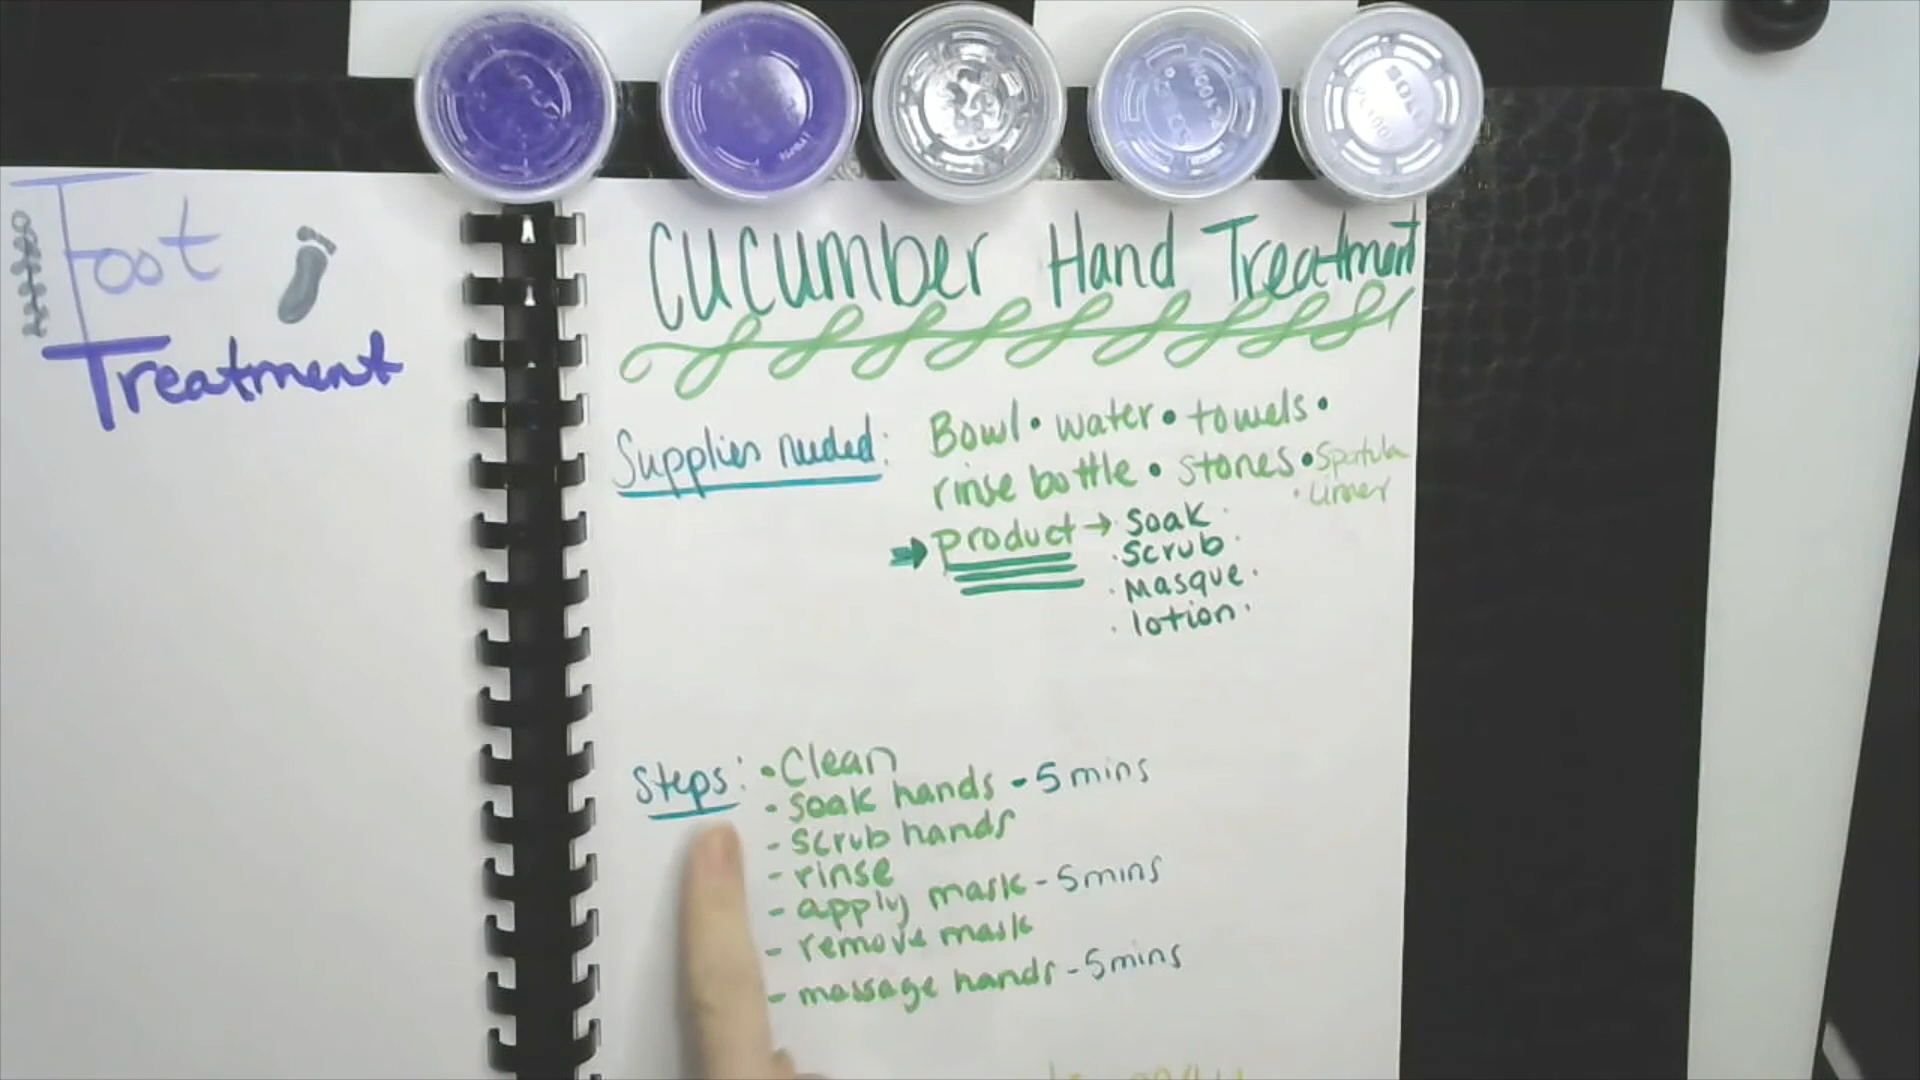 Foot
Treatment
Cucumber Hand Treatment
Supplies needed: Bowl • water • towels •
rinse bottle • stones • Spatula
• Liner
product → Soak
• Scrub •
• Masque •
• lotion •
Steps: • Clean
• Soak hands - 5 mins
- scrub hands
- rinse
- apply mask - 5 mins
- remove mask
- massage hands - 5 mins